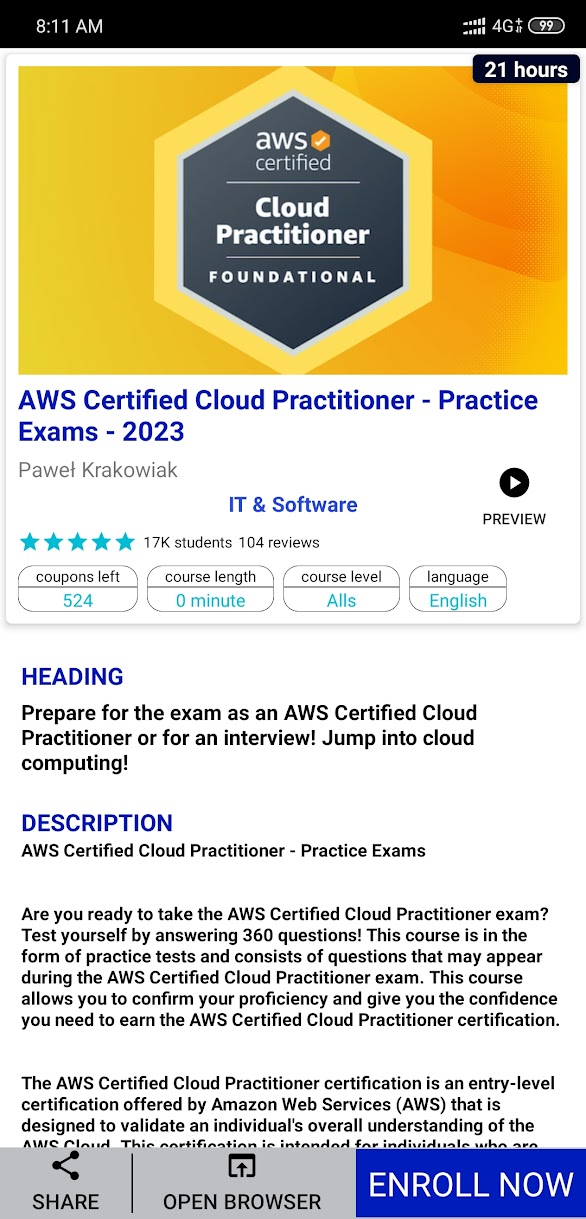 8:11 AM
4G
99
21 hours
aws
certified
Cloud
Practitioner
FOUNDATIONAL
AWS Certified Cloud Practitioner - Practice
Exams - 2023
Paweł Krakowiak
IT & Software
PREVIEW
17K students 104 reviews
coupons left
524
course length
0 minute
course level
Alls
language
English
HEADING
Prepare for the exam as an AWS Certified Cloud
Practitioner or for an interview! Jump into cloud
computing!
DESCRIPTION
AWS Certified Cloud Practitioner - Practice Exams
Are you ready to take the AWS Certified Cloud Practitioner exam?
Test yourself by answering 360 questions! This course is in the
form of practice tests and consists of questions that may appear
during the AWS Certified Cloud Practitioner exam. This course
allows you to confirm your proficiency and give you the confidence
you need to earn the AWS Certified Cloud Practitioner certification.
The AWS Certified Cloud Practitioner certification is an entry-level
certification offered by Amazon Web Services (AWS) that is
designed to validate an individual's overall understanding of the
AWS Cloud. This certification is intended for individuals who are
SHARE
OPEN BROWSER
ENROLL NOW